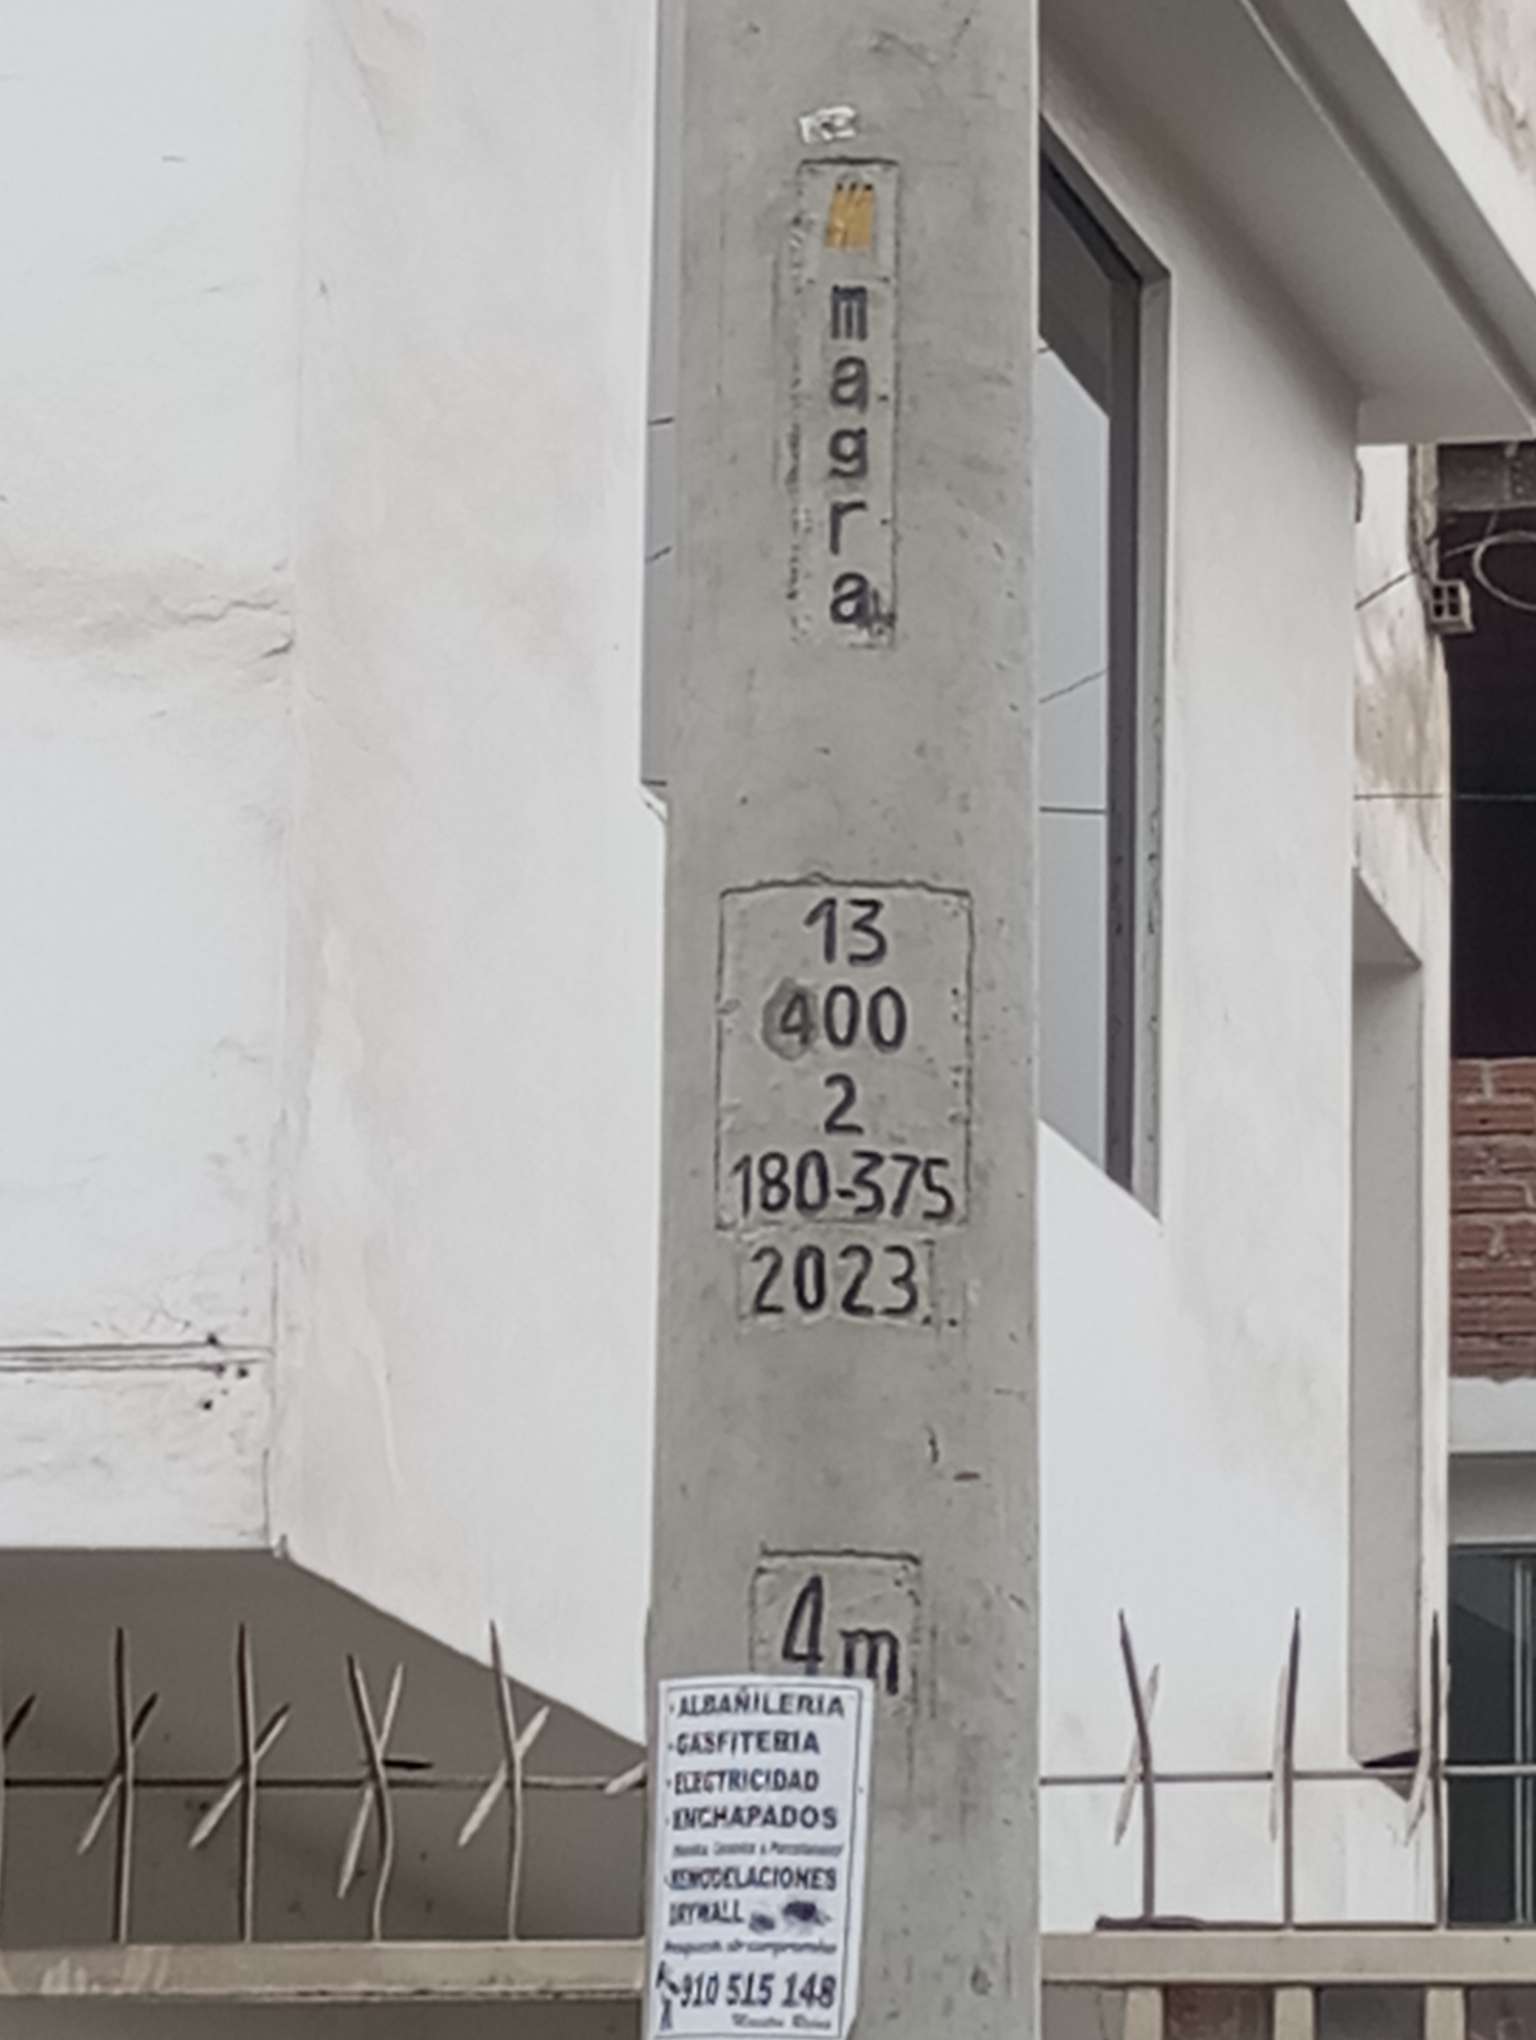 magra
13
400
2
180-375
2023
4m
·ALBAÑILERIA
·GASFITERIA
·ELECTRICIDAD
·ENCHAPADOS
·REMODELACIONES
DRYWALL
910 515 148